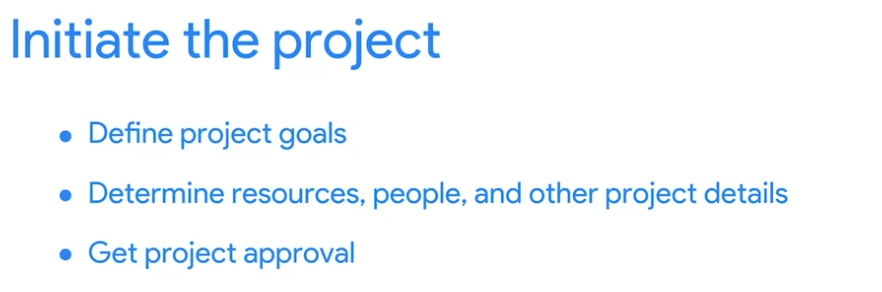 Initiate the project
● Define project goals
● Determine resources, people, and other project details
● Get project approval